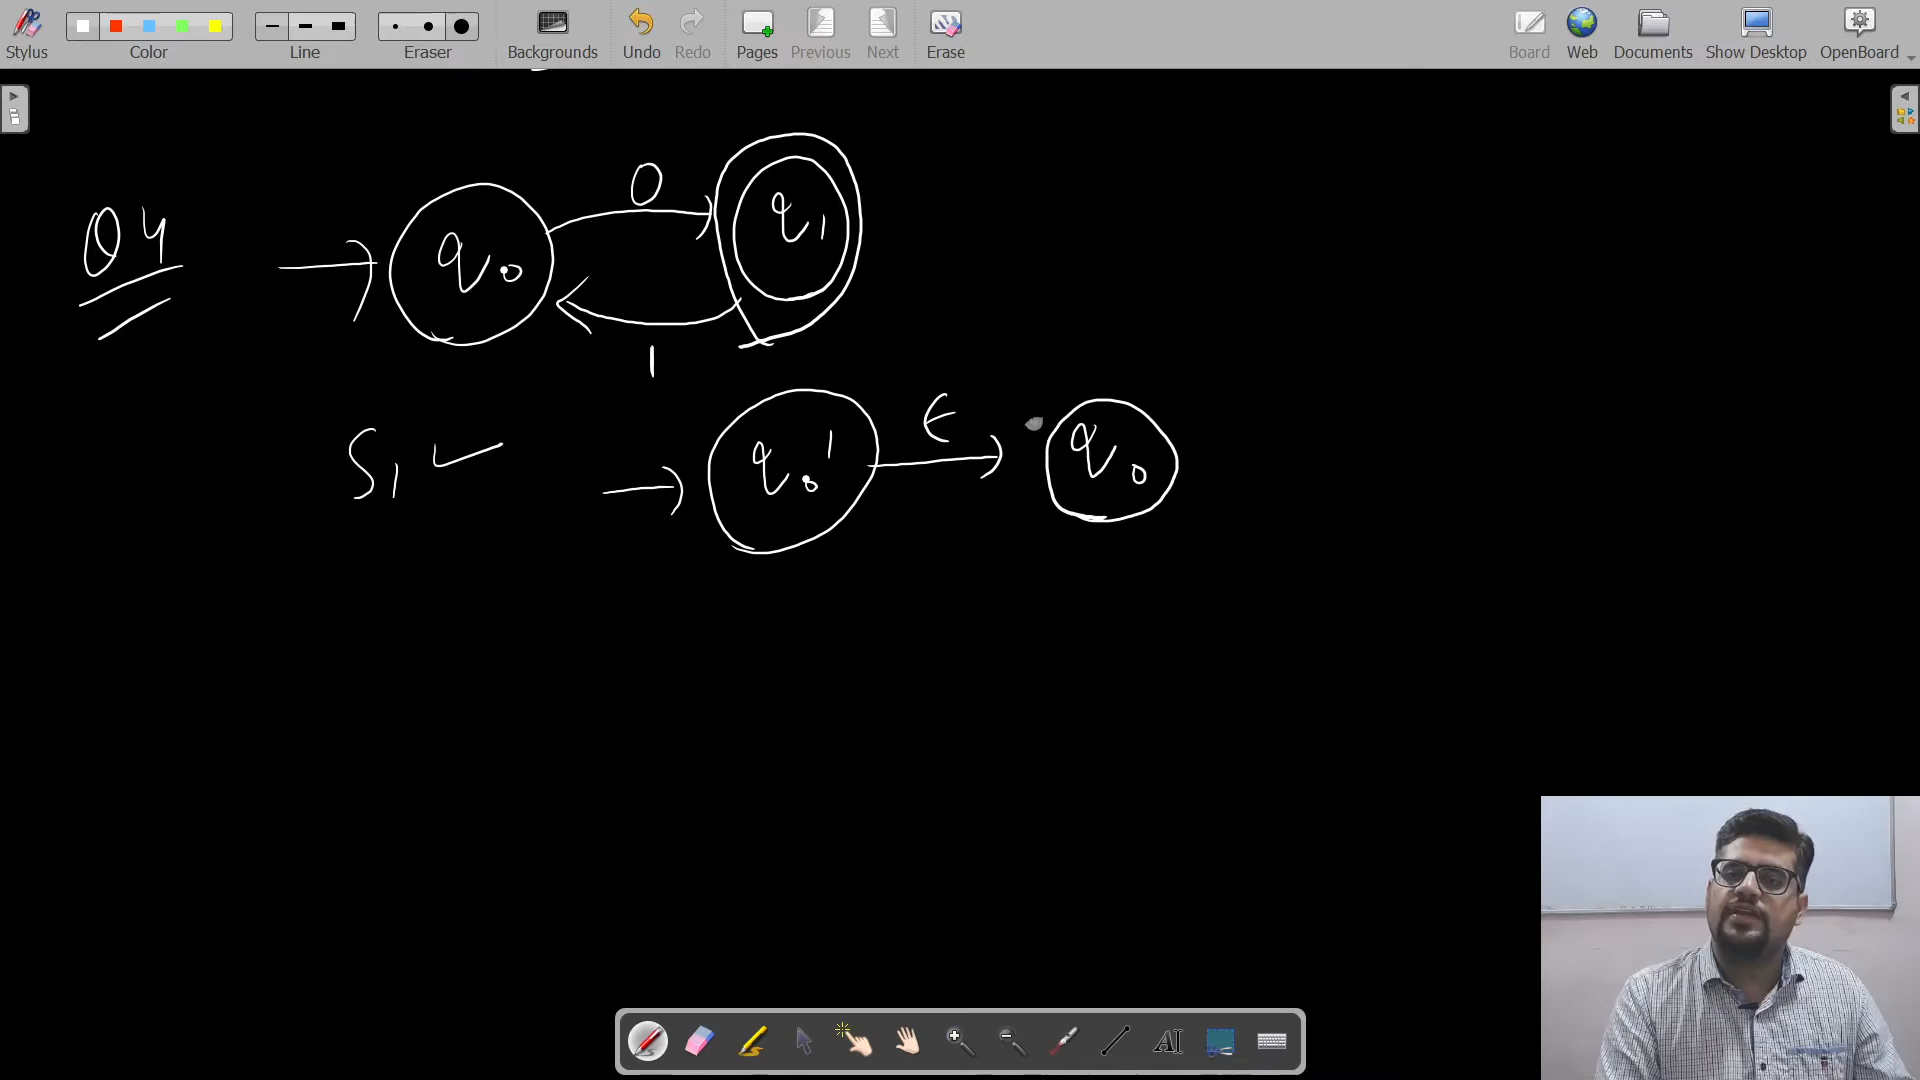 Stylus Color Line Eraser Backgrounds Undo Redo Pages Previous Next Erase Board Web Documents Show Desktop OpenBoard
0
Q4 q0 q1
1
S1 q0' ϵ q0
AI